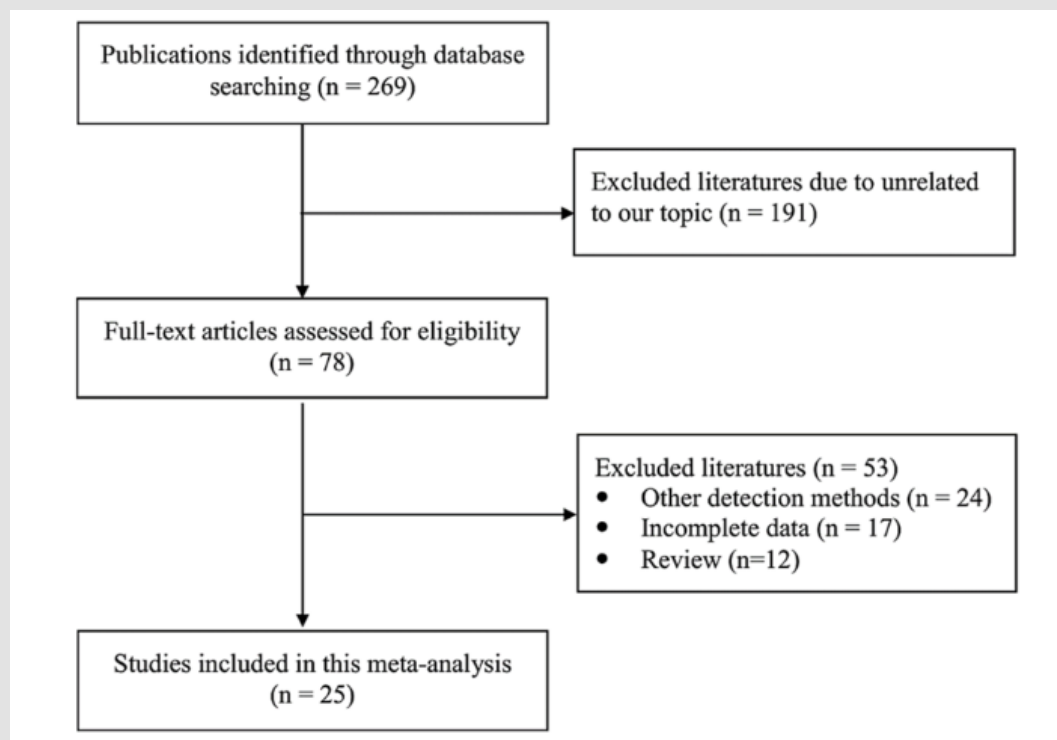 Publications identified through database
searching (n = 269)
Excluded literatures due to unrelated
to our topic (n = 191)
Full-text articles assessed for eligibility
(n = 78)
Excluded literatures (n = 53)
• Other detection methods (n = 24)
• Incomplete data (n = 17)
• Review (n=12)
Studies included in this meta-analysis
(n = 25)